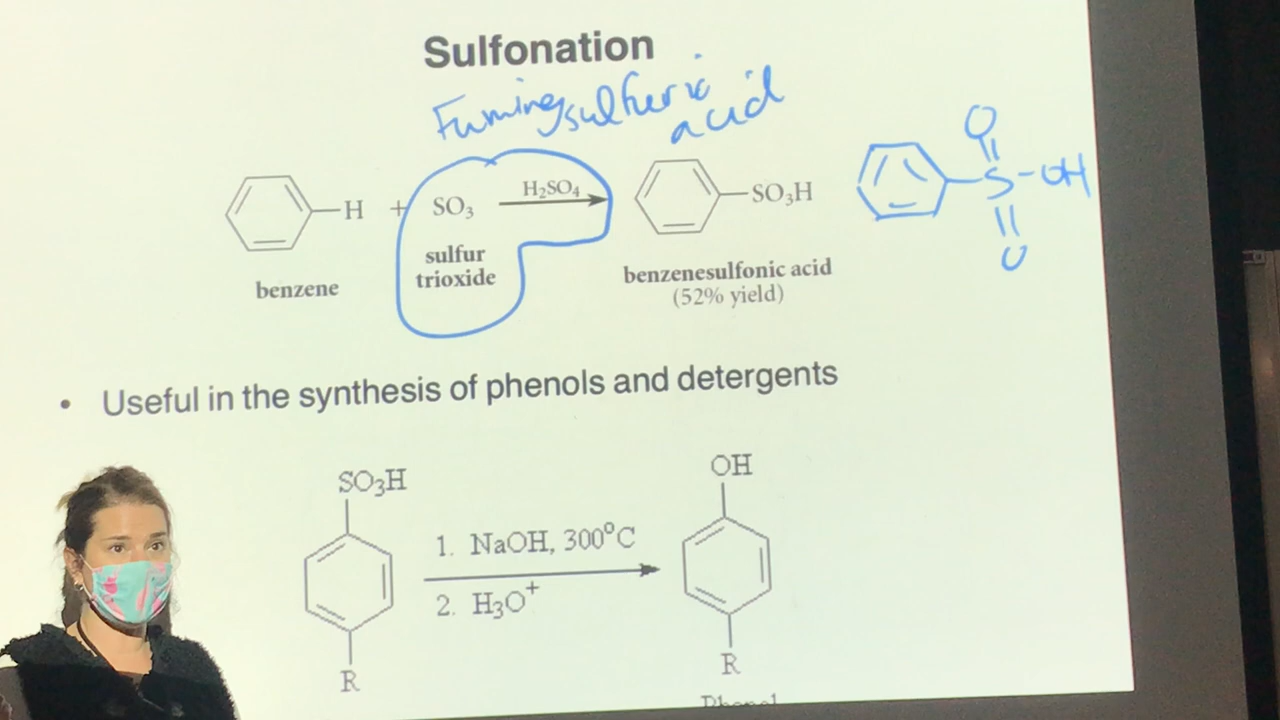 Sulfonation
Fuming sulfuric
acid
H + SO₃ H₂SO₄ SO₃H
sulfur
trioxide
benzene
benzenesulfonic acid
(52% yield)
O
S-OH
O
• Useful in the synthesis of phenols and detergents
SO₃H
1. NaOH, 300°C
2. H₃O⁺
R
OH
R